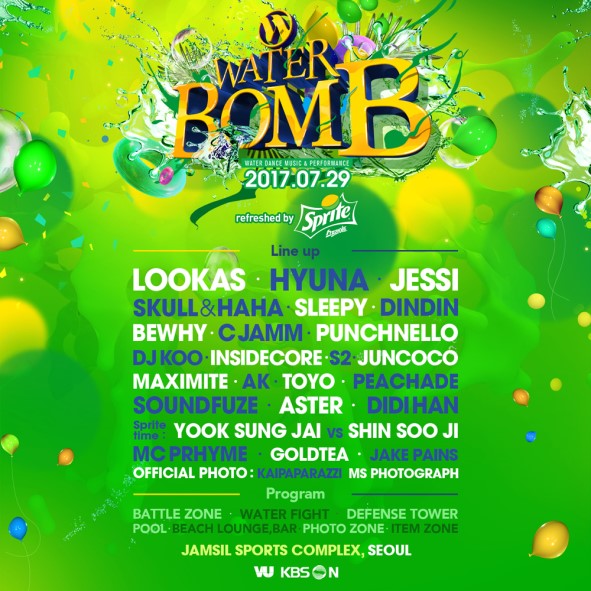 W
WATER
BOMB
WATER DANCE MUSIC & PERFORMANCE
2017.07.29
refreshed by Sprite
Line up
LOOKAS · HYUNA · JESSI
SKULL&HAHA · SLEEPY · DINDIN
BEWHY · C JAMM · PUNCHNELLO
DJ KOO · INSIDECORE · S2 · JUNCOCO
MAXIMITE · AK · TOYO · PEACHADE
SOUNDFUZE · ASTER · DIDI HAN
Sprite time : YOOK SUNG JAI VS SHIN SOO JI
MC PRHYME · GOLDTEA · JAKE PAINS
OFFICIAL PHOTO : KAIPAPARAZZI MS PHOTOGRAPH
Program
BATTLE ZONE · WATER FIGHT · DEFENSE TOWER
POOL · BEACH LOUNGE,BAR · PHOTO ZONE · ITEM ZONE
JAMSIL SPORTS COMPLEX, SEOUL
VU KBS N